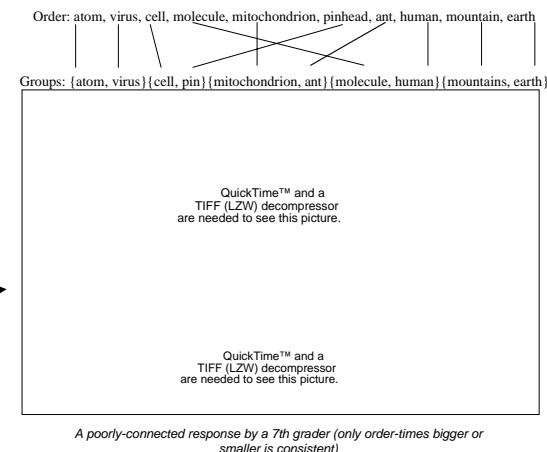 Order: atom, virus, cell, molecule, mitochondrion, pinhead, ant, human, mountain, earth
Groups: {atom, virus}{cell, pin}{mitochondrion, ant}{molecule, human}{mountains, earth}
QuickTime™ and a
TIFF (LZW) decompressor
are needed to see this picture.
QuickTime™ and a
TIFF (LZW) decompressor
are needed to see this picture.
A poorly-connected response by a 7th grader (only order-times bigger or
smaller is consistent)